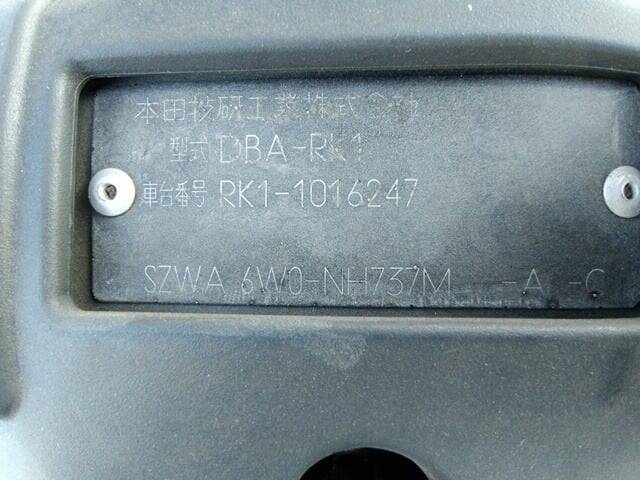 本田技研工業株式会社
型式 DBA-RK1
車台番号 RK1-1016247
SZWA 6W0-NH737M -A -C